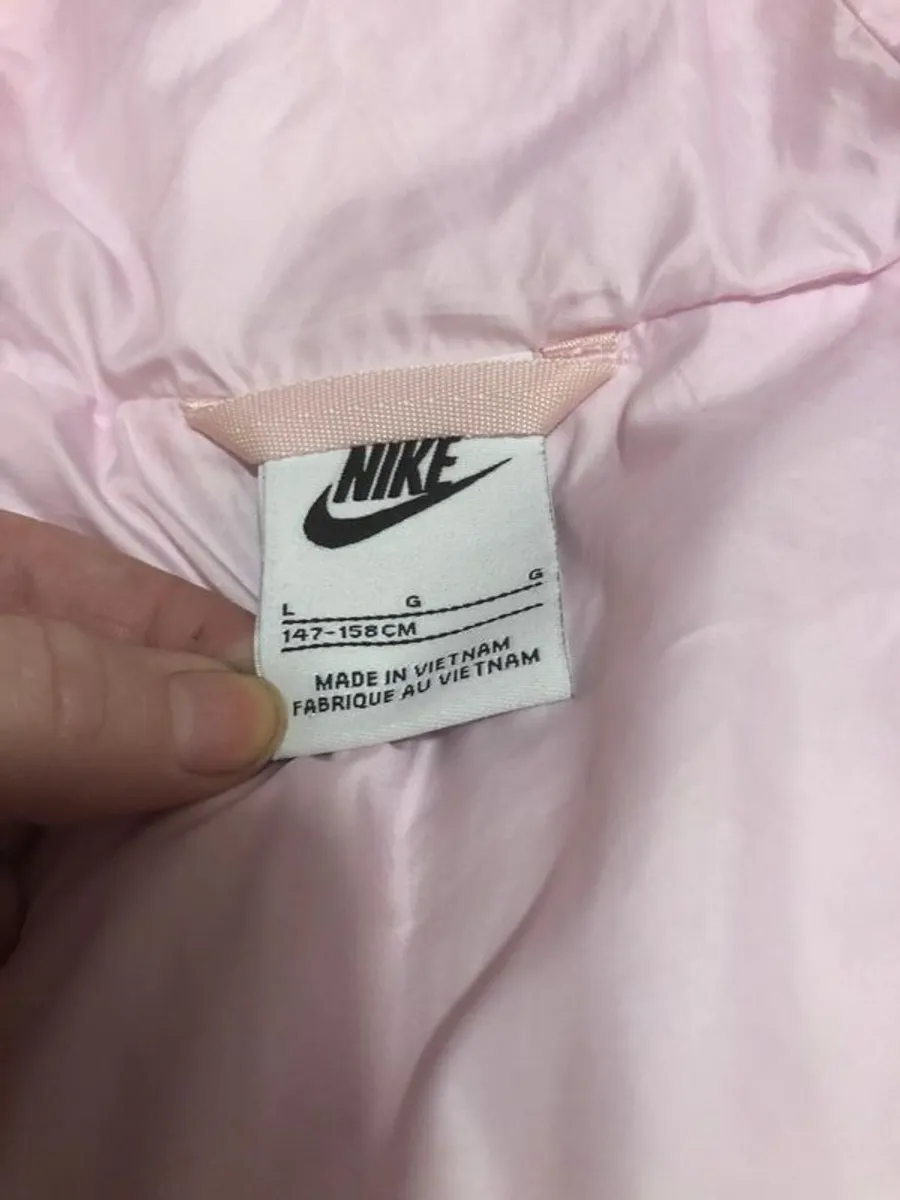 NIKE
L G G
147-158CM
MADE IN VIETNAM
FABRIQUE AU VIETNAM